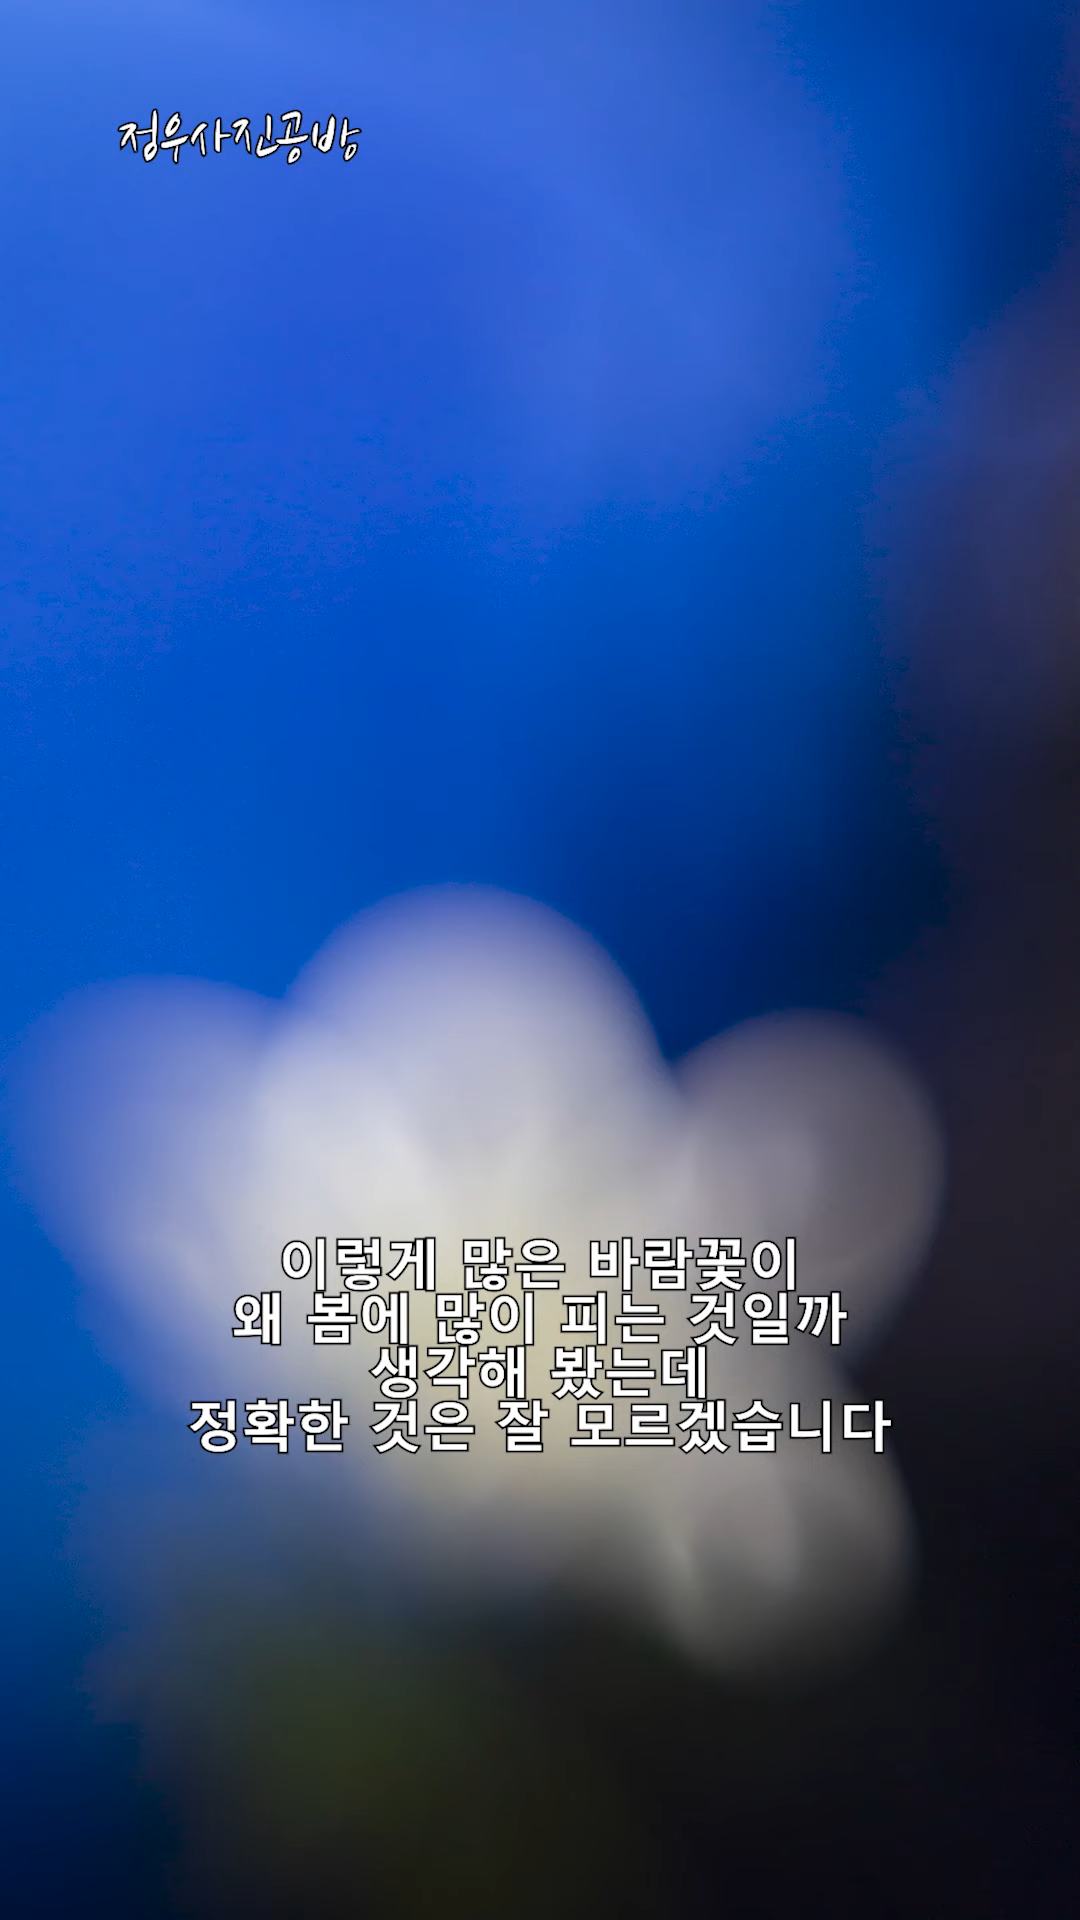 정우사진공방
이렇게 많은 바람꽃이
왜 봄에 많이 피는 것일까
생각해 봤는데
정확한 것은 잘 모르겠습니다